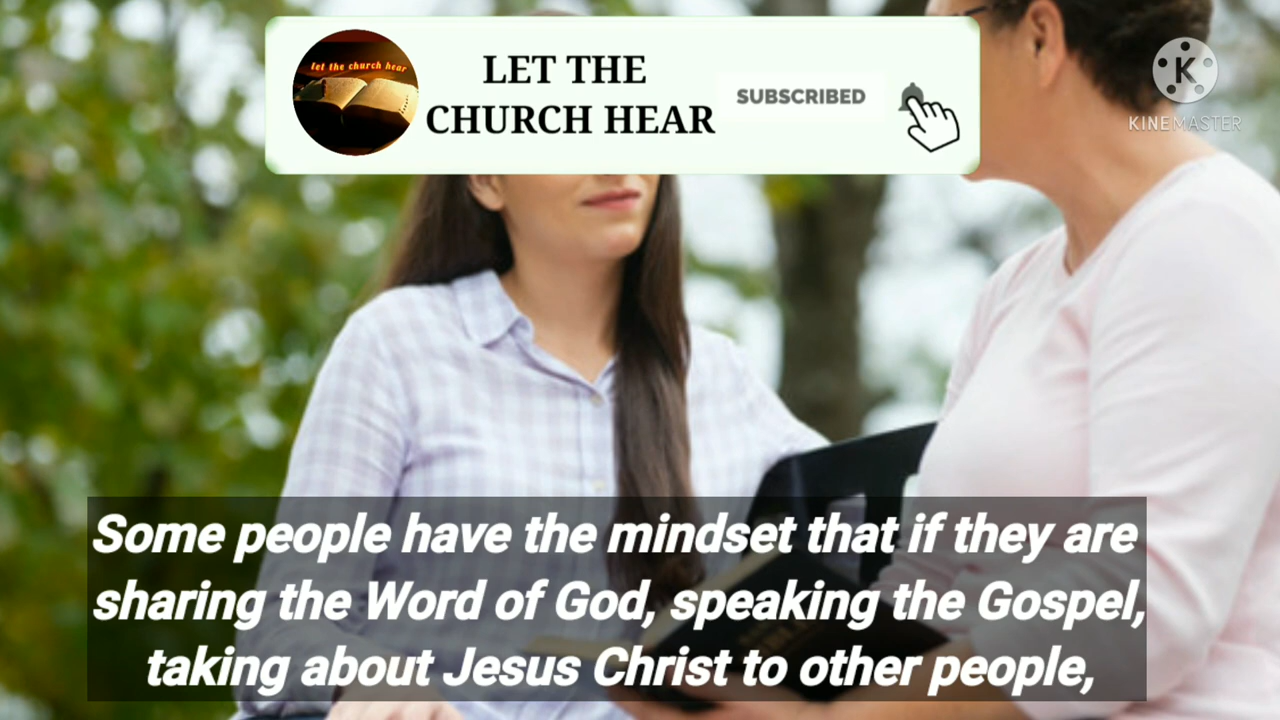 let the church hear
LET THE
CHURCH HEAR
SUBSCRIBED
K
KINEMASTER
Some people have the mindset that if they are
sharing the Word of God, speaking the Gospel,
taking about Jesus Christ to other people,